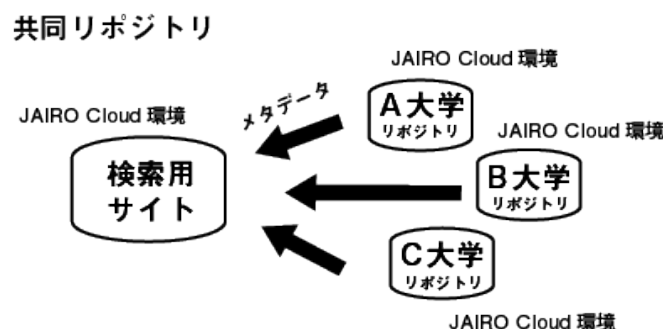 共同リポジトリ
JAIRO Cloud 環境
メタデータ
A大学
リポジトリ
JAIRO Cloud 環境
JAIRO Cloud 環境
検索用
サイト
B大学
リポジトリ
C大学
リポジトリ
JAIRO Cloud 環境